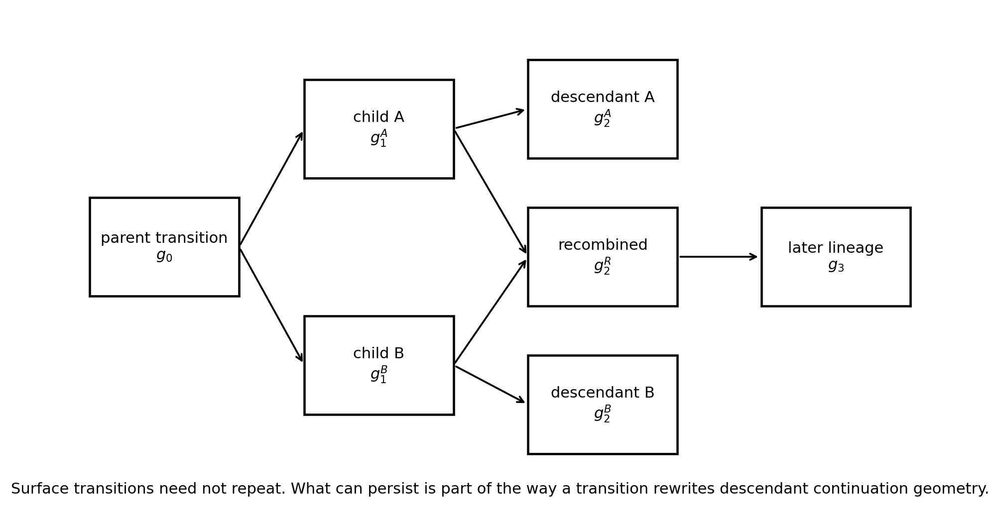 descendant A
g₂ᴬ
child A
g₁ᴬ
parent transition
g₀
recombined
g₂ᴿ
later lineage
g₃
child B
g₁ᴮ
descendant B
g₂ᴮ
Surface transitions need not repeat. What can persist is part of the way a transition rewrites descendant continuation geometry.